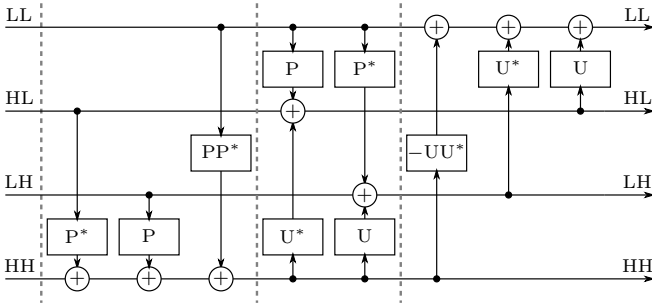 LL LL
P P* U* U
HL HL
PP* −UU*
LH LH
P* P U* U
HH HH